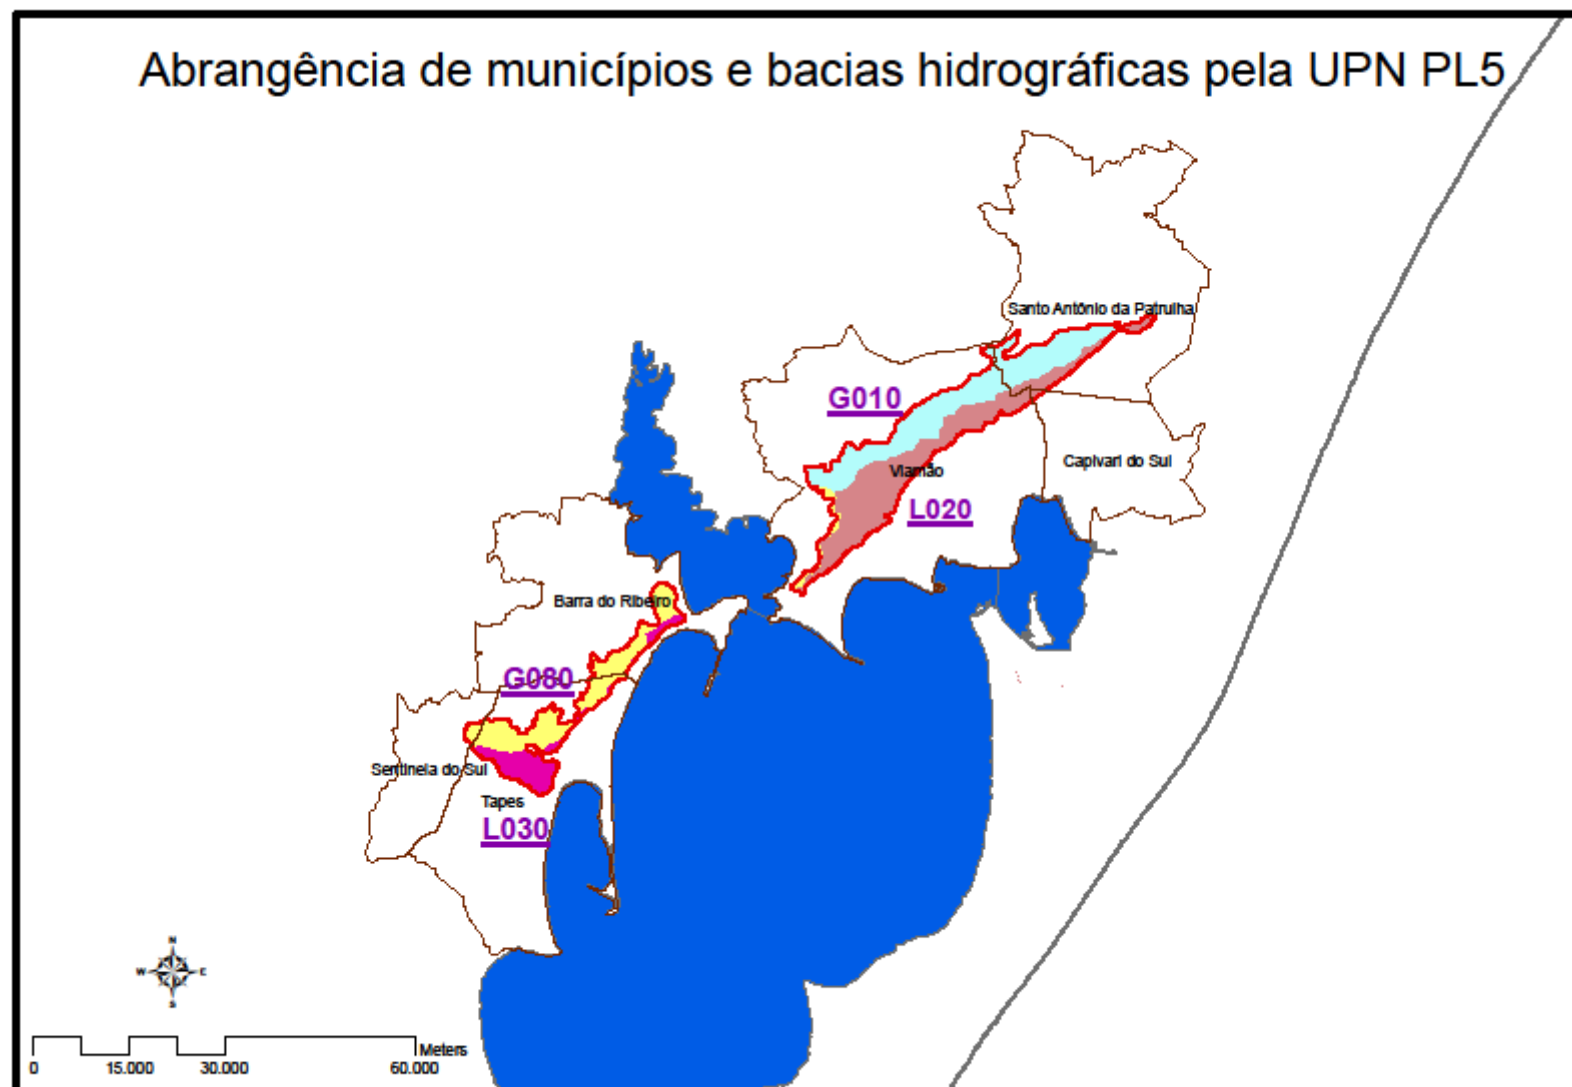 Abrangência de municípios e bacias hidrográficas pela UPN PL5
Santo Antônio da Patrulha
G010
Capivari do Sul
Viamão
L020
Barra do Ribeiro
G080
Sentinela do Sul
Tapes
L030
N
W E
S
Meters
0 15.000 30.000 60.000